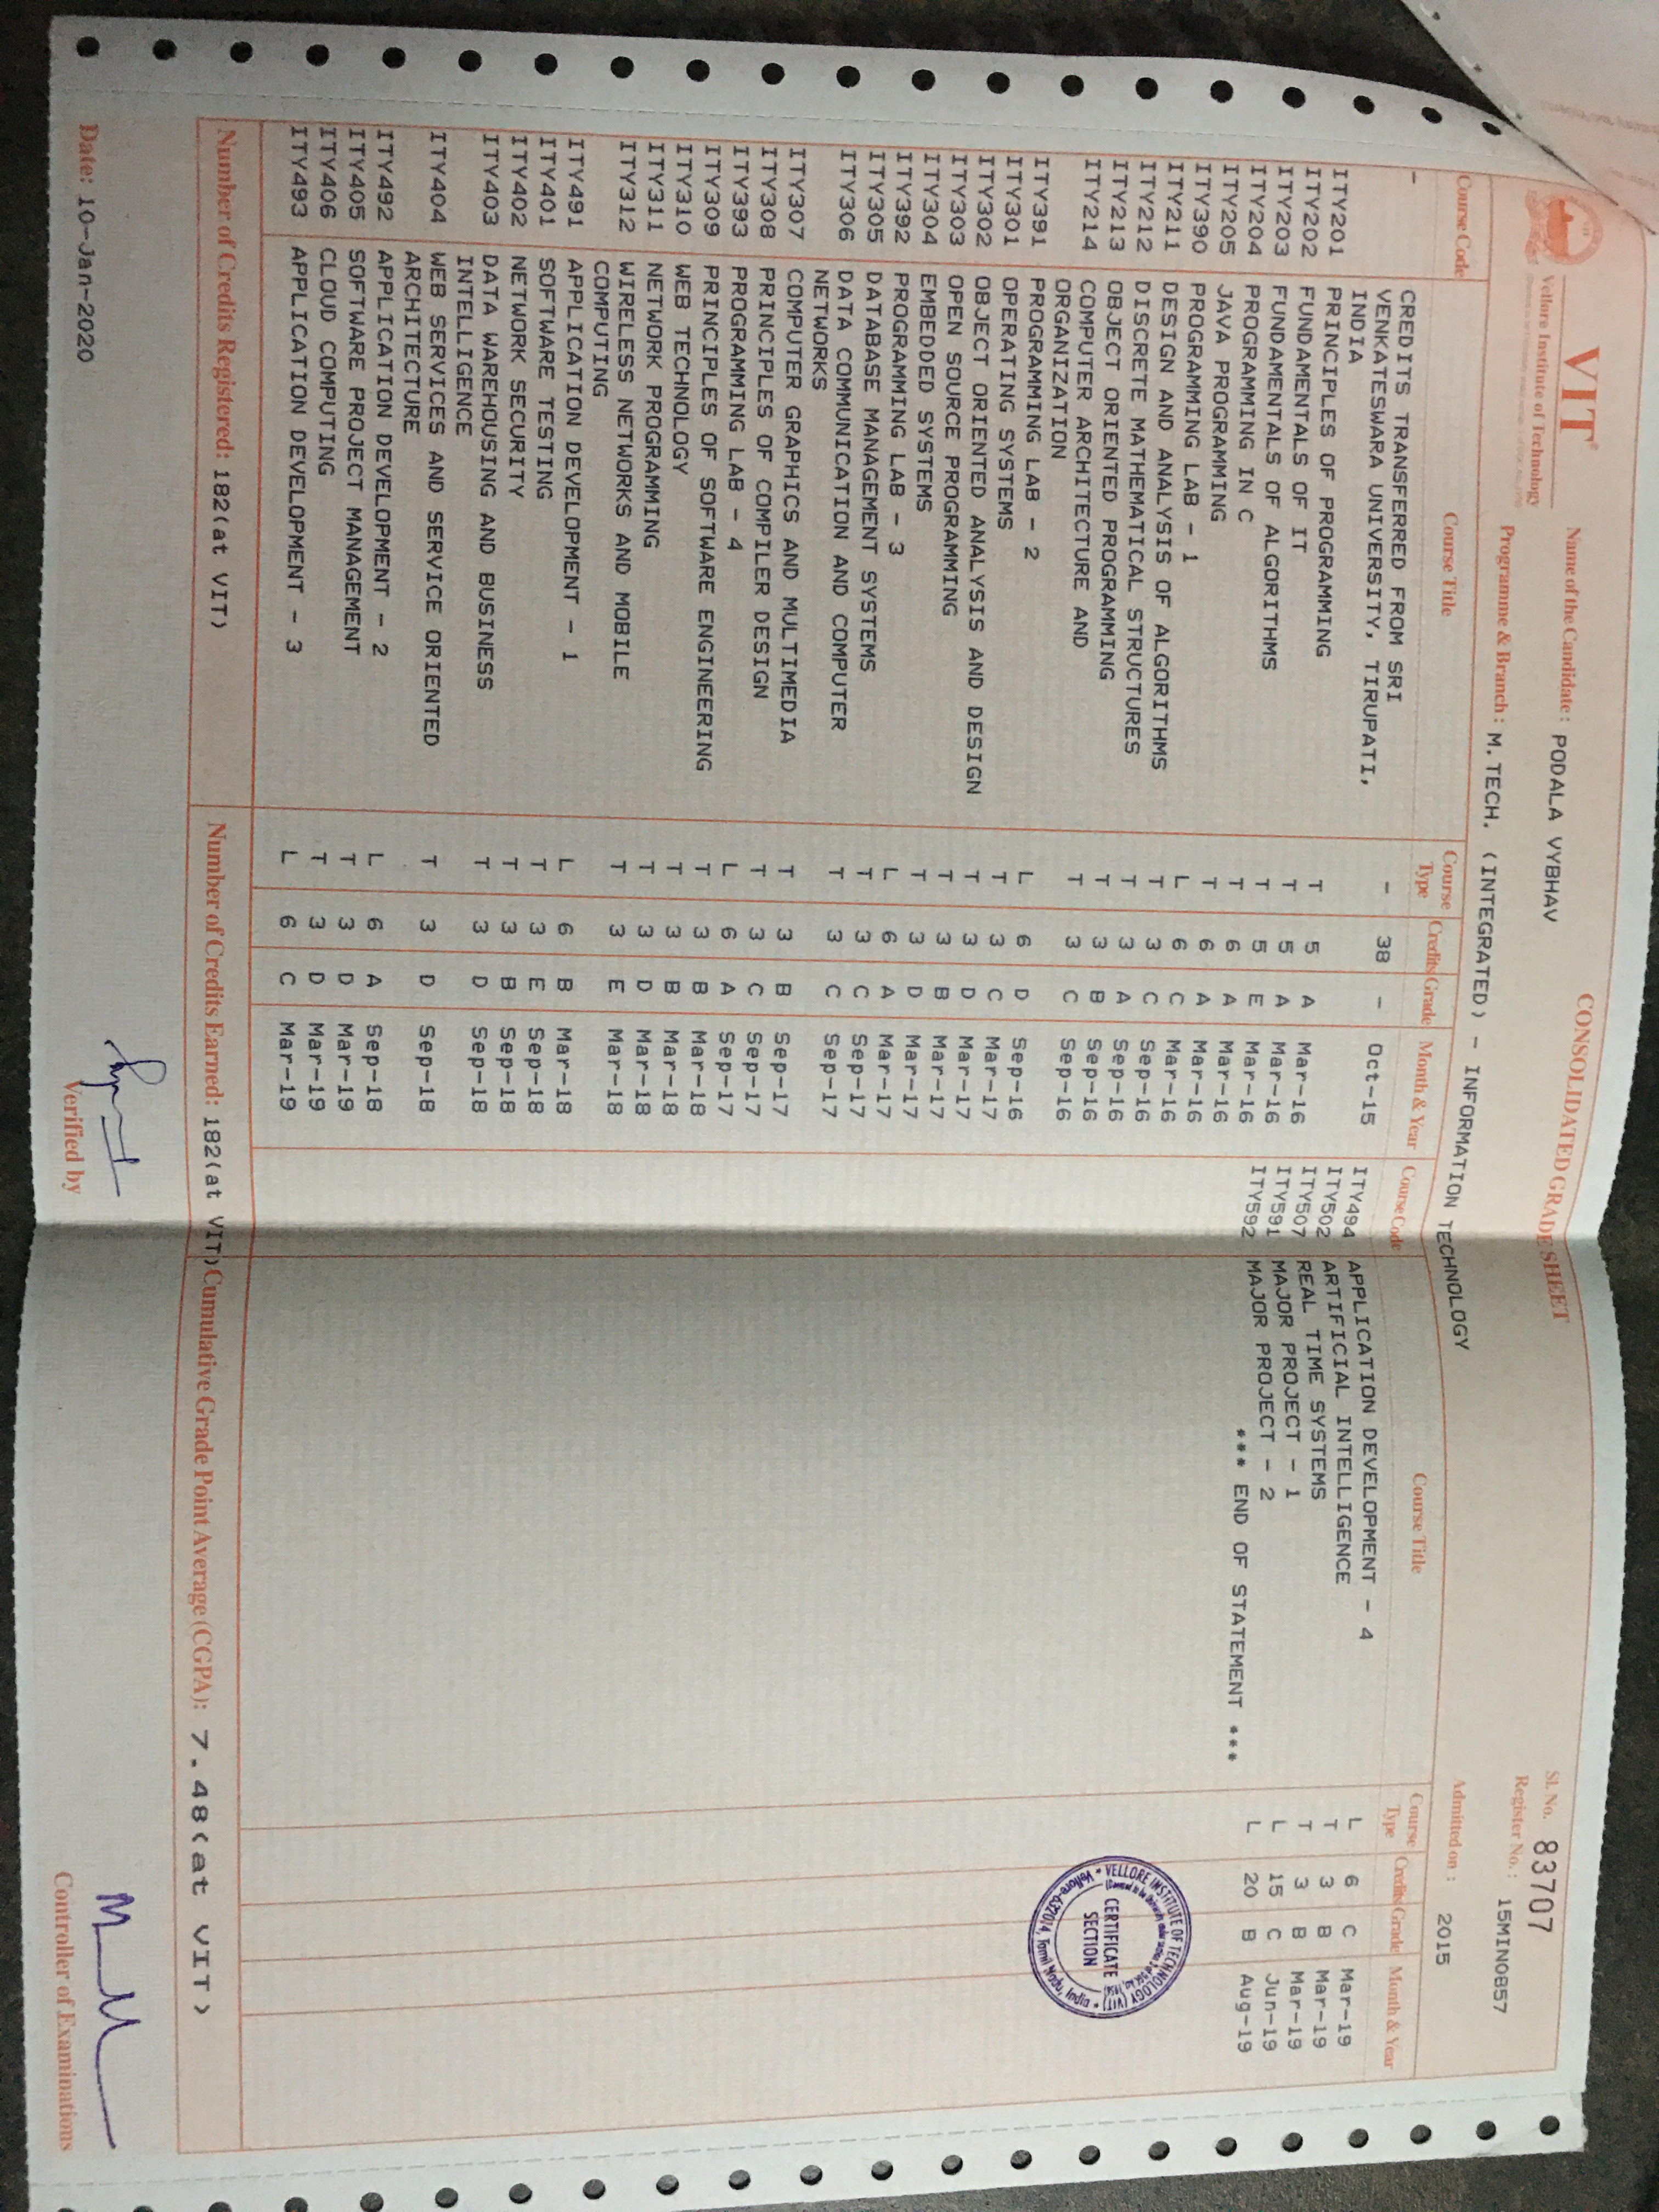 VIT®
Vellore Institute of Technology
CONSOLIDATED GRADE SHEET
Sl. No. 83707
Name of the Candidate : PODALA VYBHAV
Register No. : 15MIN0857
Programme & Branch : M.TECH. (INTEGRATED) - INFORMATION TECHNOLOGY
Admitted on : 2015
Course Code Course Title Course Type Credits Grade Month & Year
- CREDITS TRANSFERRED FROM SRI - 38 - Oct-15
VENKATESWARA UNIVERSITY, TIRUPATI,
INDIA
ITY201 PRINCIPLES OF PROGRAMMING T 5 A Mar-16
ITY202 FUNDAMENTALS OF IT T 5 A Mar-16
ITY203 FUNDAMENTALS OF ALGORITHMS T 5 E Mar-16
ITY204 PROGRAMMING IN C T 6 A Mar-16
ITY205 JAVA PROGRAMMING T 6 A Mar-16
ITY390 PROGRAMMING LAB - 1 L 6 C Mar-16
ITY211 DESIGN AND ANALYSIS OF ALGORITHMS T 3 C Sep-16
ITY212 DISCRETE MATHEMATICAL STRUCTURES T 3 A Sep-16
ITY213 OBJECT ORIENTED PROGRAMMING T 3 B Sep-16
ITY214 COMPUTER ARCHITECTURE AND T 3 C Sep-16
ORGANIZATION
ITY391 PROGRAMMING LAB - 2 L 6 D Sep-16
ITY301 OPERATING SYSTEMS T 3 C Mar-17
ITY302 OBJECT ORIENTED ANALYSIS AND DESIGN T 3 D Mar-17
ITY303 OPEN SOURCE PROGRAMMING T 3 B Mar-17
ITY304 EMBEDDED SYSTEMS T 3 D Mar-17
ITY392 PROGRAMMING LAB - 3 L 6 A Mar-17
ITY305 DATABASE MANAGEMENT SYSTEMS T 3 C Sep-17
ITY306 DATA COMMUNICATION AND COMPUTER T 3 C Sep-17
NETWORKS
ITY307 COMPUTER GRAPHICS AND MULTIMEDIA T 3 B Sep-17
ITY308 PRINCIPLES OF COMPILER DESIGN T 3 C Sep-17
ITY393 PROGRAMMING LAB - 4 L 6 A Sep-17
ITY309 PRINCIPLES OF SOFTWARE ENGINEERING T 3 B Mar-18
ITY310 WEB TECHNOLOGY T 3 B Mar-18
ITY311 NETWORK PROGRAMMING T 3 D Mar-18
ITY312 WIRELESS NETWORKS AND MOBILE T 3 E Mar-18
COMPUTING
ITY491 APPLICATION DEVELOPMENT - 1 L 6 B Mar-18
ITY401 SOFTWARE TESTING T 3 E Sep-18
ITY402 NETWORK SECURITY T 3 B Sep-18
ITY403 DATA WAREHOUSING AND BUSINESS T 3 D Sep-18
INTELLIGENCE
ITY404 WEB SERVICES AND SERVICE ORIENTED T 3 D Sep-18
ARCHITECTURE
ITY492 APPLICATION DEVELOPMENT - 2 L 6 A Sep-18
ITY405 SOFTWARE PROJECT MANAGEMENT T 3 D Mar-19
ITY406 CLOUD COMPUTING T 3 D Mar-19
ITY493 APPLICATION DEVELOPMENT - 3 L 6 C Mar-19
Course Code Course Title Course Type Credits Grade Month & Year
ITY494 APPLICATION DEVELOPMENT - 4 L 6 C Mar-19
ITY502 ARTIFICIAL INTELLIGENCE T 3 B Mar-19
ITY507 REAL TIME SYSTEMS T 3 B Mar-19
ITY591 MAJOR PROJECT - 1 L 15 C Jun-19
ITY592 MAJOR PROJECT - 2 L 20 B Aug-19
*** END OF STATEMENT ***
VELLORE INSTITUTE OF TECHNOLOGY (VIT)
CERTIFICATE
SECTION
Vellore-632014, Tamil Nadu, India
Number of Credits Registered: 182(at VIT) Number of Credits Earned: 182(at VIT) Cumulative Grade Point Average (CGPA): 7.48(at VIT)
Date: 10-Jan-2020
Verified by
Controller of Examinations